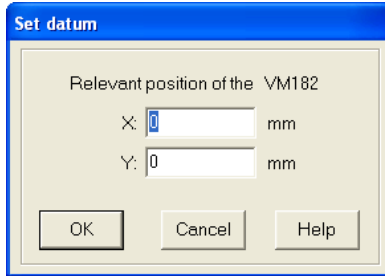 Set datum
Relevant position of the VM182
X: 0 mm
Y: 0 mm
OK Cancel Help